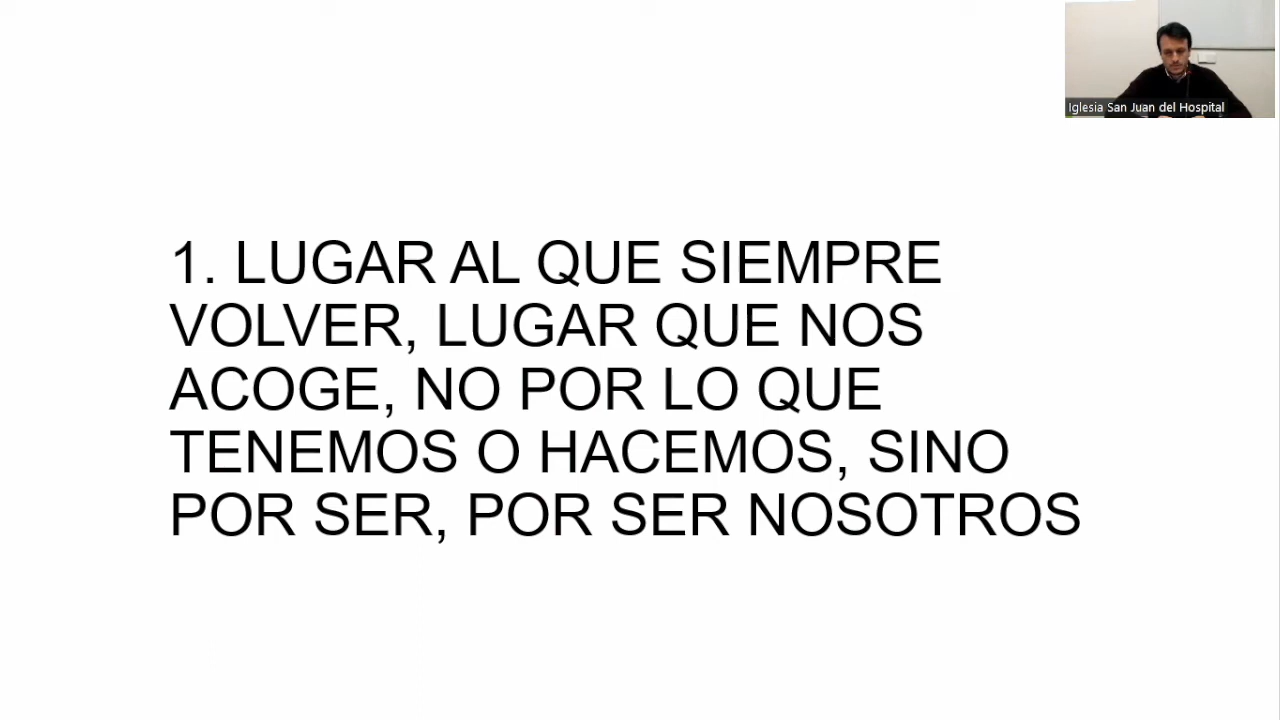 Iglesia San Juan del Hospital
1. LUGAR AL QUE SIEMPRE
VOLVER, LUGAR QUE NOS
ACOGE, NO POR LO QUE
TENEMOS O HACEMOS, SINO
POR SER, POR SER NOSOTROS